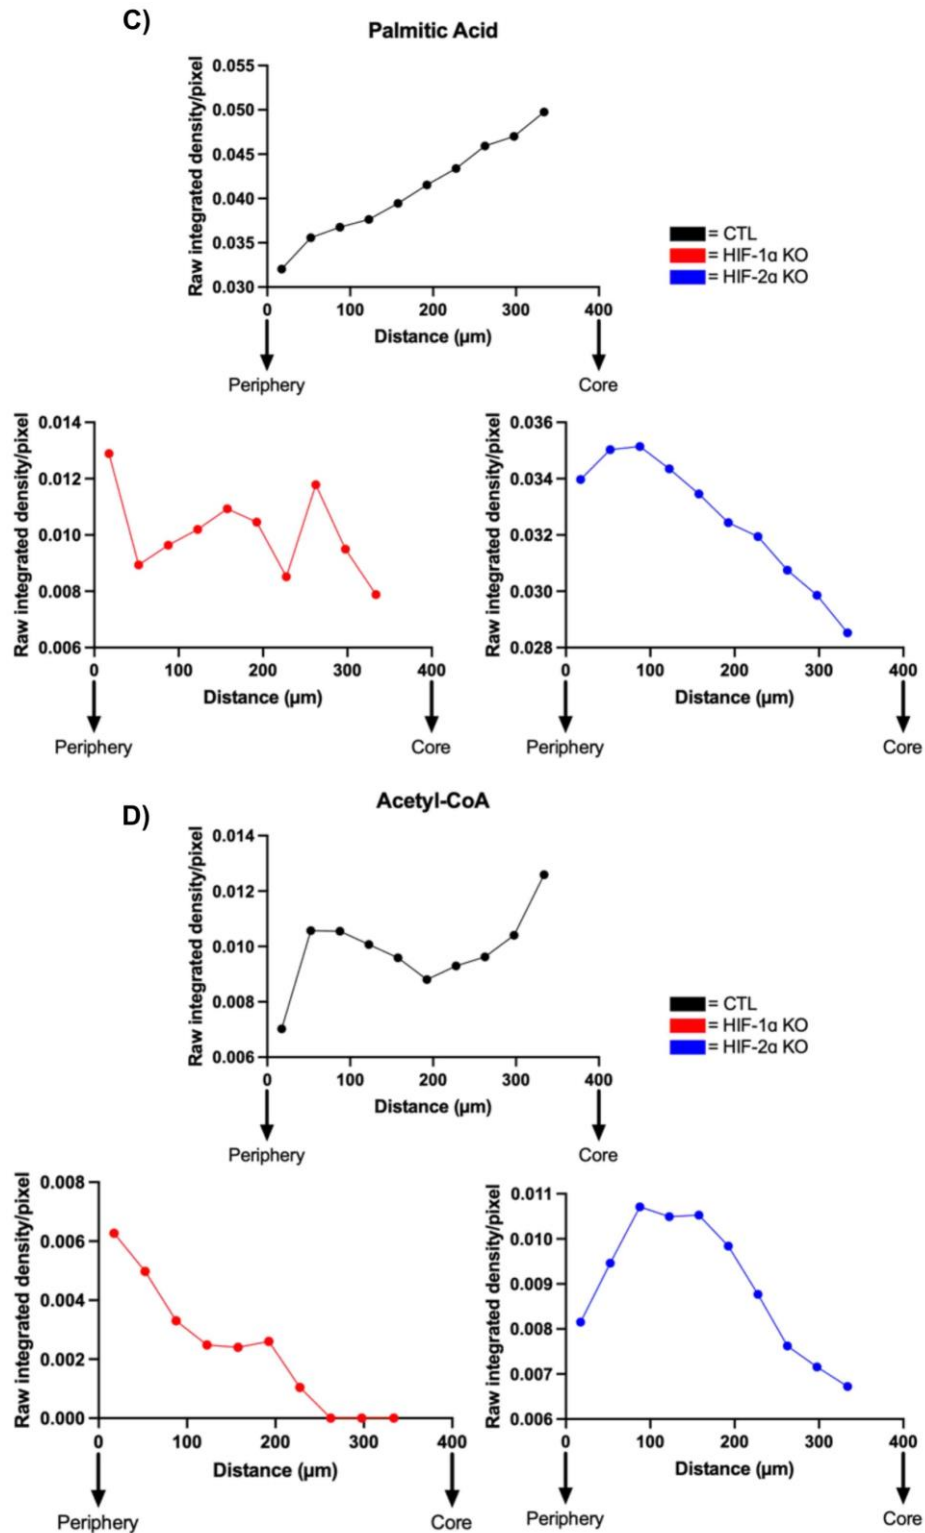 C)
Palmitic Acid
Raw integrated density/pixel
0.055
0.050
0.045
0.040
0.035
0.030
0 100 200 300 400
Distance (µm)
Periphery Core
= CTL
= HIF-1α KO
= HIF-2α KO
Raw integrated density/pixel
0.014
0.012
0.010
0.008
0.006
0 100 200 300 400
Distance (µm)
Periphery Core
Raw integrated density/pixel
0.036
0.034
0.032
0.030
0.028
0 100 200 300 400
Distance (µm)
Periphery Core
D)
Acetyl-CoA
Raw integrated density/pixel
0.014
0.012
0.010
0.008
0.006
0 100 200 300 400
Distance (µm)
Periphery Core
= CTL
= HIF-1α KO
= HIF-2α KO
Raw integrated density/pixel
0.008
0.006
0.004
0.002
0.000
0 100 200 300 400
Distance (µm)
Periphery Core
Raw integrated density/pixel
0.011
0.010
0.009
0.008
0.007
0.006
0 100 200 300 400
Distance (µm)
Periphery Core